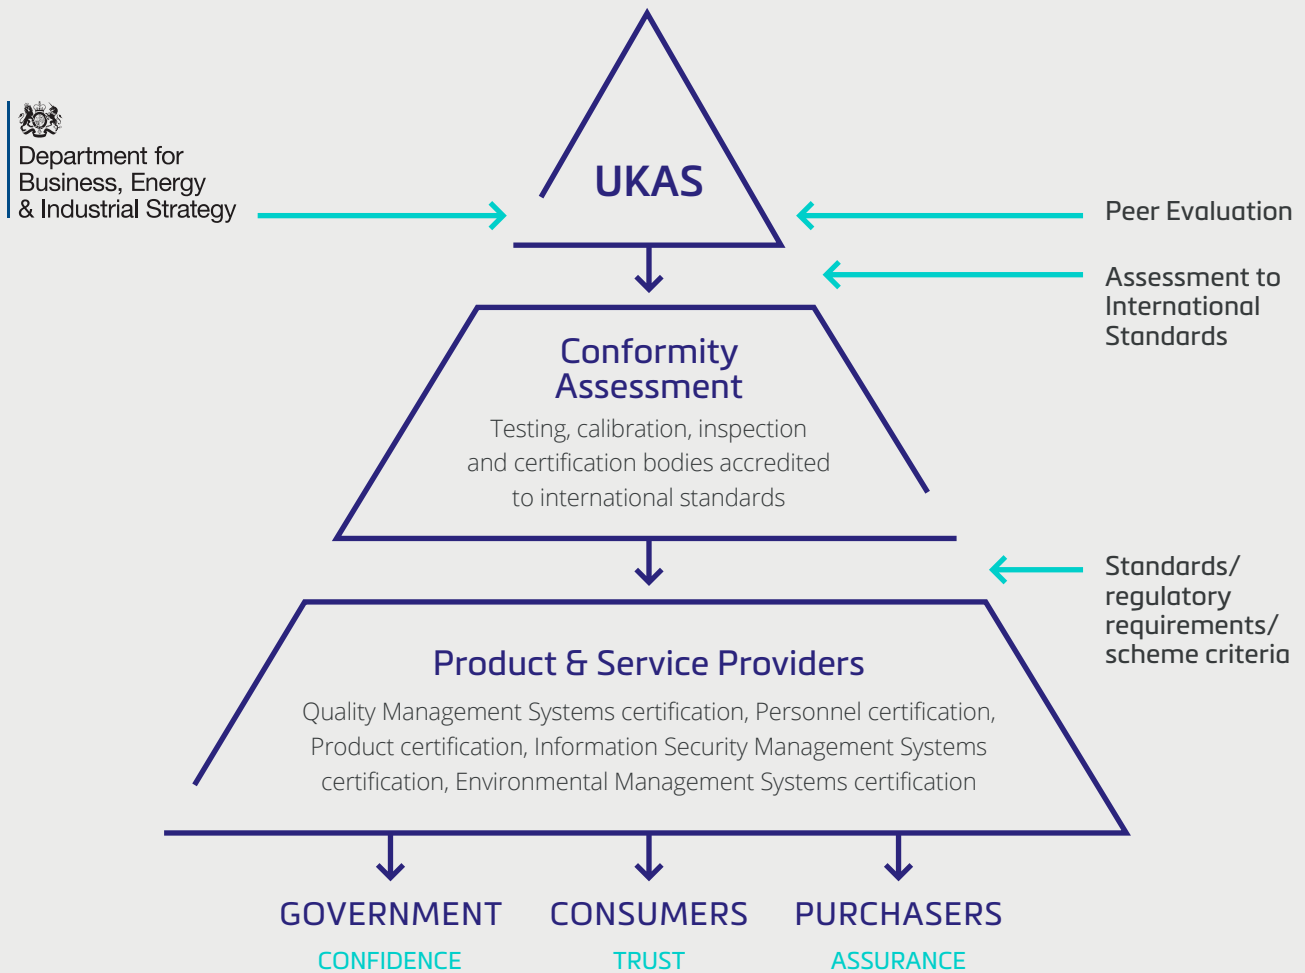 Department for
Business, Energy
& Industrial Strategy
UKAS
Peer Evaluation
Assessment to
International
Standards
Conformity
Assessment
Testing, calibration, inspection
and certification bodies accredited
to international standards
Standards/
regulatory
requirements/
scheme criteria
Product & Service Providers
Quality Management Systems certification, Personnel certification,
Product certification, Information Security Management Systems
certification, Environmental Management Systems certification
GOVERNMENT
CONFIDENCE
CONSUMERS
TRUST
PURCHASERS
ASSURANCE